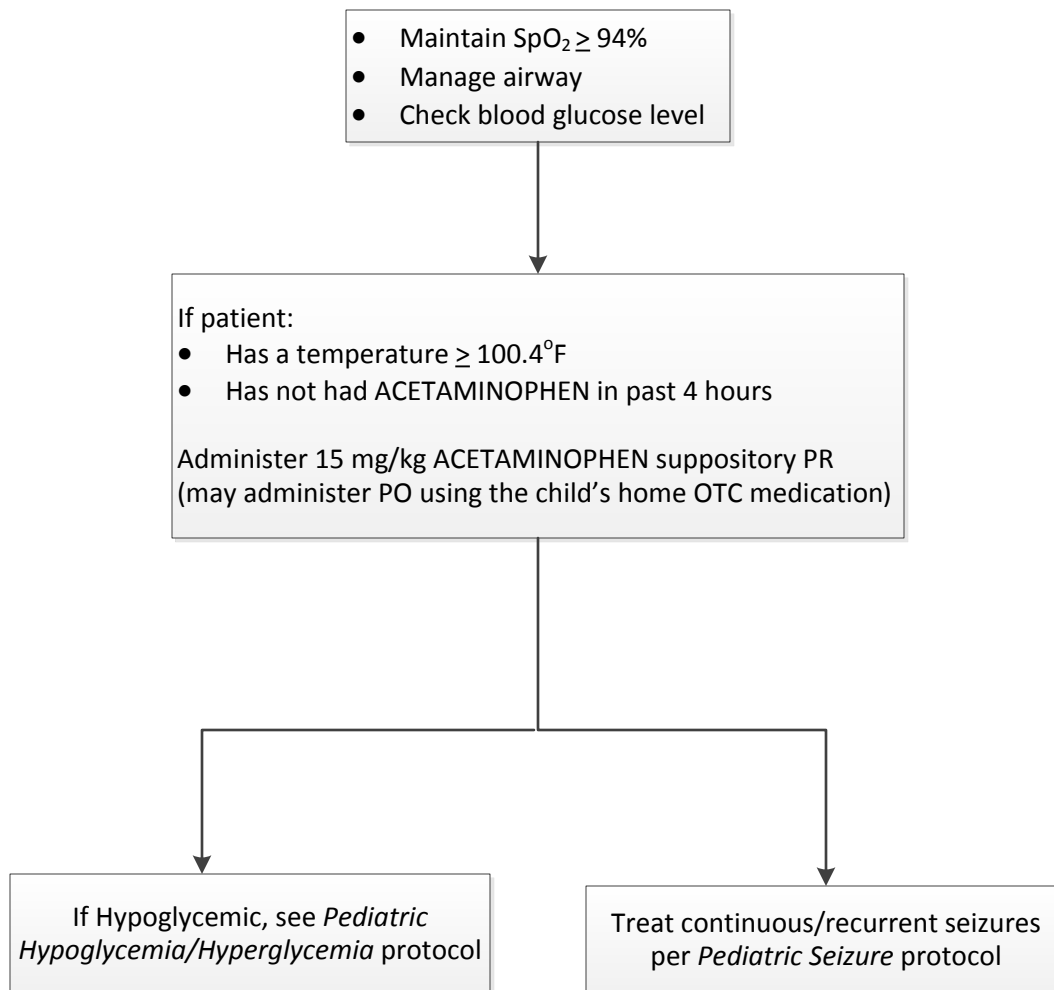 • Maintain SpO₂ ≥ 94%
• Manage airway
• Check blood glucose level
If patient:
• Has a temperature ≥ 100.4°F
• Has not had ACETAMINOPHEN in past 4 hours
Administer 15 mg/kg ACETAMINOPHEN suppository PR
(may administer PO using the child’s home OTC medication)
If Hypoglycemic, see Pediatric
Hypoglycemia/Hyperglycemia protocol
Treat continuous/recurrent seizures
per Pediatric Seizure protocol